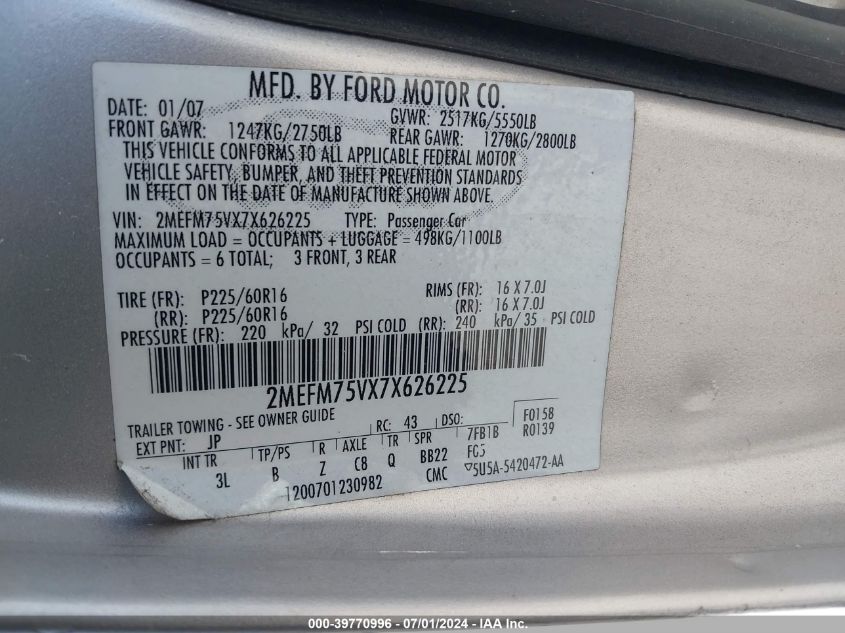 MFD. BY FORD MOTOR CO.
DATE: 01/07 GVWR: 2517KG/5550LB
FRONT GAWR: 1247KG/2750LB REAR GAWR: 1270KG/2800LB
THIS VEHICLE CONFORMS TO ALL APPLICABLE FEDERAL MOTOR
VEHICLE SAFETY, BUMPER, AND THEFT PREVENTION STANDARDS
IN EFFECT ON THE DATE OF MANUFACTURE SHOWN ABOVE.
VIN: 2MEFM75VX7X626225 TYPE: Passenger Car
MAXIMUM LOAD = OCCUPANTS + LUGGAGE = 498KG/1100LB
OCCUPANTS = 6 TOTAL; 3 FRONT, 3 REAR
TIRE (FR): P225/60R16 RIMS (FR): 16 X 7.0J
(RR): P225/60R16 (RR): 16 X 7.0J
PRESSURE (FR): 220 kPa/ 32 PSI COLD (RR): 240 kPa/ 35 PSI COLD
2MEFM75VX7X626225
TRAILER TOWING - SEE OWNER GUIDE RC: 43 DSO: F0158
EXT PNT: JP 7FB1B R0139
INT TR TP/PS R AXLE TR SPR FC5
3L B Z C8 Q BB22 ▽5U5A-5420472-AA
1200701230982 CMC
000-39770996 - 07/01/2024 - IAA Inc.